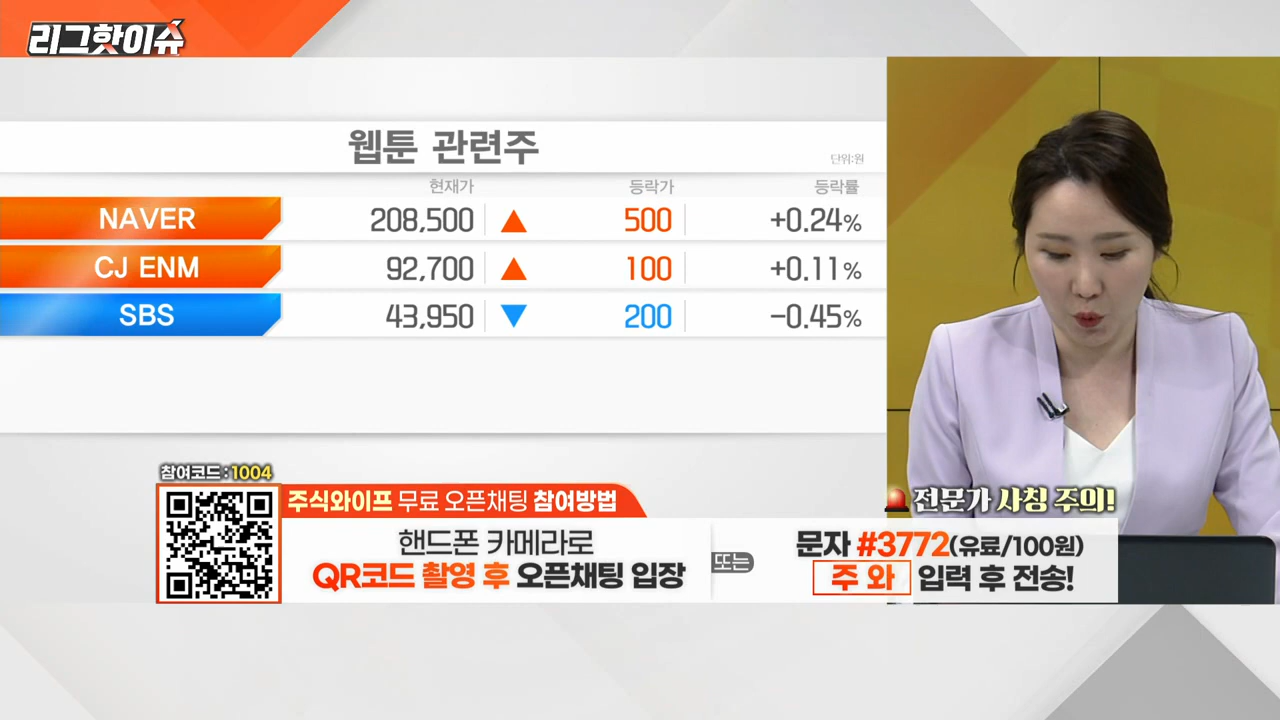 리그핫이슈
웹툰 관련주
단위:원
현재가 등락가 등락률
NAVER 208,500 ▲ 500 +0.24%
CJ ENM 92,700 ▲ 100 +0.11%
SBS 43,950 ▼ 200 -0.45%
참여코드:1004
주식와이프 무료 오픈채팅 참여방법
핸드폰 카메라로
QR코드 촬영 후 오픈채팅 입장
또는
전문가 사칭 주의!
문자 #3772(유료/100원)
주 와 입력 후 전송!